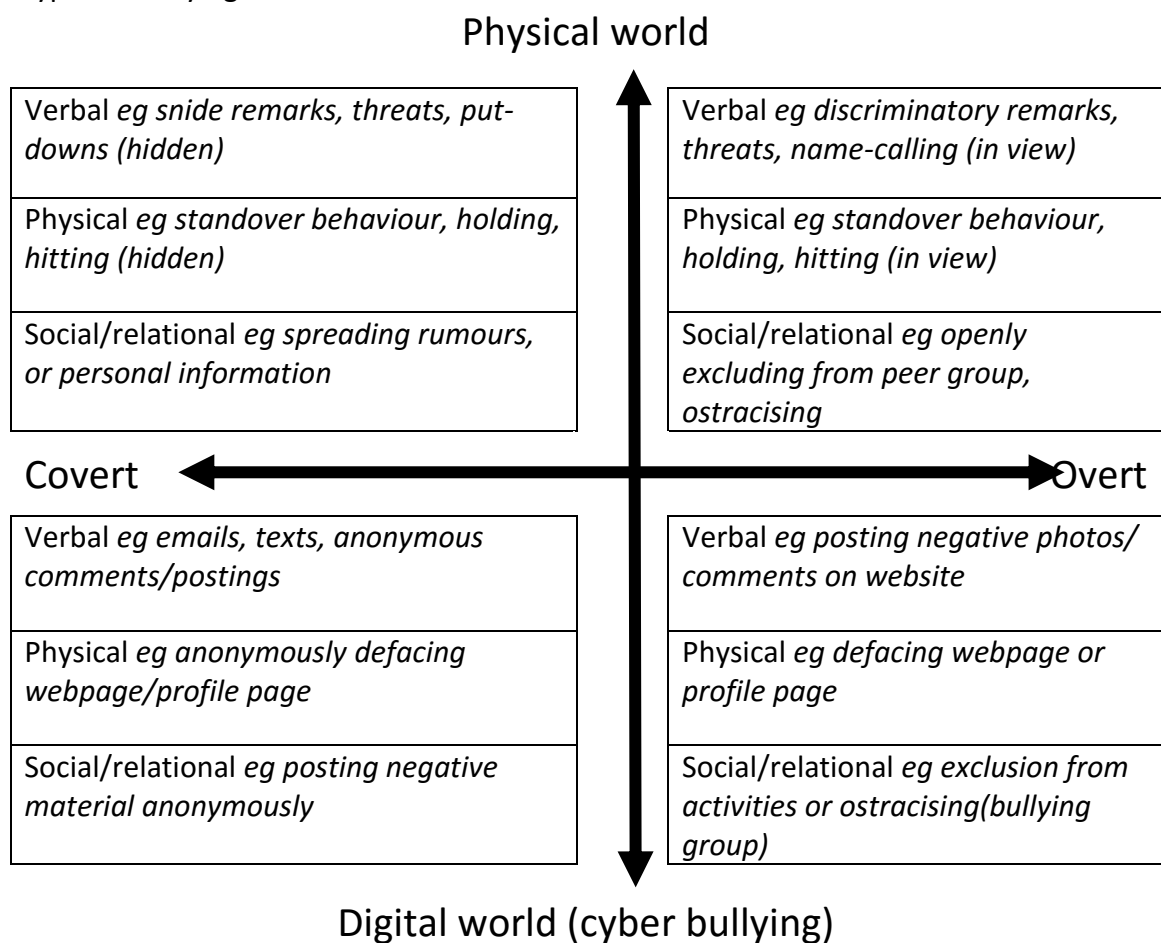 Physical world
Verbal eg snide remarks, threats, put-
downs (hidden)
Physical eg standover behaviour, holding,
hitting (hidden)
Social/relational eg spreading rumours,
or personal information
Verbal eg discriminatory remarks,
threats, name-calling (in view)
Physical eg standover behaviour,
holding, hitting (in view)
Social/relational eg openly
excluding from peer group,
ostracising
Covert
Overt
Verbal eg emails, texts, anonymous
comments/postings
Physical eg anonymously defacing
webpage/profile page
Social/relational eg posting negative
material anonymously
Verbal eg posting negative photos/
comments on website
Physical eg defacing webpage or
profile page
Social/relational eg exclusion from
activities or ostracising(bullying
group)
Digital world (cyber bullying)